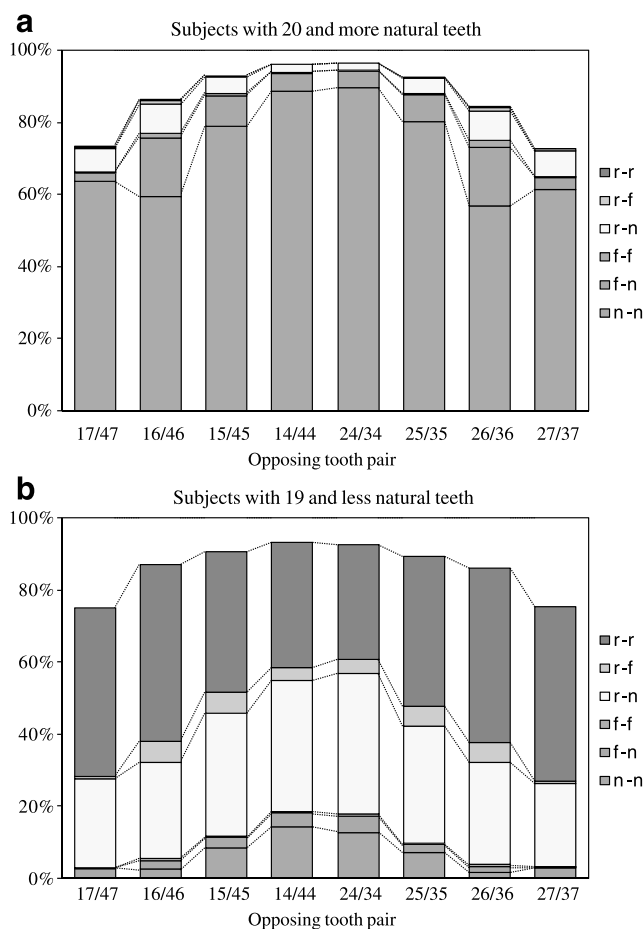 a
Subjects with 20 and more natural teeth
100%
80%
60%
40%
20%
0%
17/47 16/46 15/45 14/44 24/34 25/35 26/36 27/37
Opposing tooth pair
r-r
r-f
r-n
f-f
f-n
n-n
b
Subjects with 19 and less natural teeth
100%
80%
60%
40%
20%
0%
17/47 16/46 15/45 14/44 24/34 25/35 26/36 27/37
Opposing tooth pair
r-r
r-f
r-n
f-f
f-n
n-n